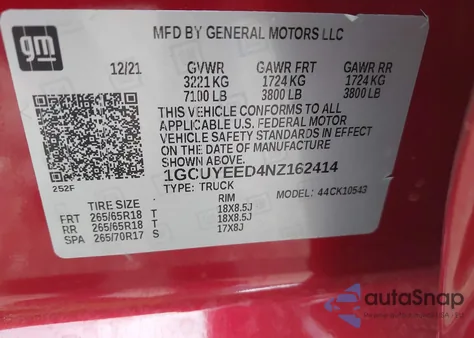 gm
MFD BY GENERAL MOTORS LLC
12/21 GVWR GAWR FRT GAWR RR
3221 KG 1724 KG 1724 KG
7100 LB 3800 LB 3800 LB
THIS VEHICLE CONFORMS TO ALL
APPLICABLE U.S. FEDERAL MOTOR
VEHICLE SAFETY STANDARDS IN EFFECT
ON THE DATE OF MANUFACTURE
SHOWN ABOVE.
1GCUYEED4NZ162414
252F
TYPE: TRUCK MODEL: 44CK10543
TIRE SIZE RIM
FRT 265/65R18 T 18X8.5J
RR 265/65R18 T 18X8.5J
SPA 265/70R17 S 17X8J
autoSnap